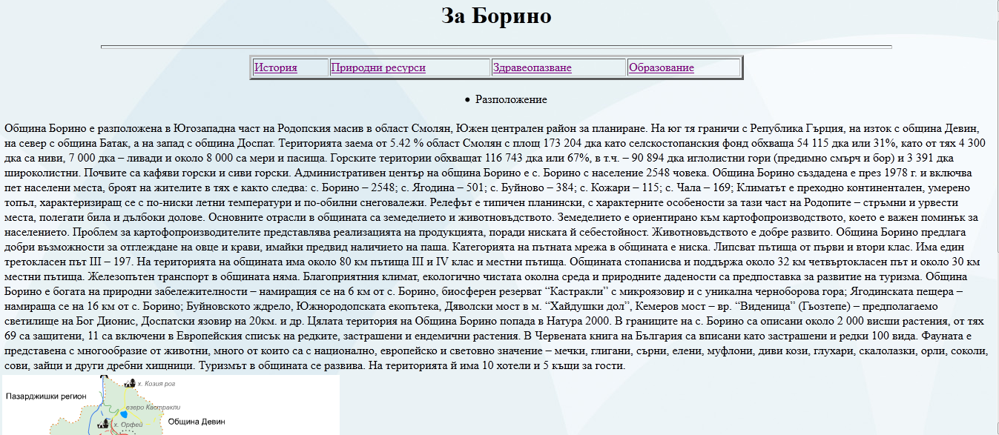 За Борино
История Природни ресурси Здравеопазване Образование
• Разположение
Община Борино е разположена в Югозападна част на Родопския масив в област Смолян, Южен централен район за планиране. На юг тя граничи с Република Гърция, на изток с община Девин,
на север с община Батак, а на запад с община Доспат. Територията заема от 5.42 % област Смолян с площ 173 204 дка като селскостопанския фонд обхваща 54 115 дка или 31%, като от тях 4 300
дка са ниви, 7 000 дка – ливади и около 8 000 са мери и пасища. Горските територии обхващат 116 743 дка или 67%, в т.ч. – 90 894 дка иглолистни гори (предимно смърч и бор) и 3 391 дка
широколистни. Почвите са кафяви горски и сиви горски. Административен център на община Борино е с. Борино с население 2548 човека. Община Борино създадена е през 1978 г. и включва
пет населени места, броят на жителите в тях е както следва: с. Борино – 2548; с. Ягодина – 501; с. Буйново – 384; с. Кожари – 115; с. Чала – 169; Климатът е преходно континентален, умерено
топъл, характеризиращ се с по-ниски летни температури и по-обилни снеговалежи. Релефът е типичен планински, с характерните особености за тази част на Родопите – стръмни и урвести
места, полегати била и дълбоки долове. Основните отрасли в общината са земеделието и животновъдството. Земеделието е ориентирано към картофопроизводството, което е важен поминък за
населението. Проблем за картофопроизводителите представлява реализацията на продукцията, поради ниската й себестойност. Животновъдството е добре развито. Община Борино предлага
добри възможности за отглеждане на овце и крави, имайки предвид наличието на паша. Категорията на пътната мрежа в общината е ниска. Липсват пътища от първи и втори клас. Има един
третокласен път III – 197. На територията на общината има около 80 км пътища III и IV клас и местни пътища. Общината стопанисва и поддържа около 32 км четвъртокласен път и около 30 км
местни пътища. Железопътен транспорт в общината няма. Благоприятния климат, екологично чистата околна среда и природните дадености са предпоставка за развитие на туризма. Община
Борино е богата на природни забележителности – намиращия се на 6 км от с. Борино, биосферен резерват “Кастракли” с микроязовир и с уникална черноборова гора; Ягодинската пещера –
намираща се на 16 км от с. Борино; Буйновското ждрело, Южнородопската екопътека, Дяволски мост в м. “Хайдушки дол”, Кемеров мост – вр. “Виденица” (Гьозтепе) – предполагаемо
светилище на Бог Дионис, Доспатски язовир на 20км. и др. Цялата територия на Община Борино попада в Натура 2000. В границите на с. Борино са описани около 2 000 висши растения, от тях
69 са защитени, 11 са включени в Европейския списък на редките, застрашени и ендемични растения. В Червената книга на България са вписани като застрашени и редки 100 вида. Фауната е
представена с многообразие от животни, много от които са с национално, европейско и световно значение – мечки, глигани, сърни, елени, муфлони, диви кози, глухари, скалолазки, орли, соколи,
сови, зайци и други дребни хищници. Туризмът в общината се развива. На територията й има 10 хотели и 5 къщи за гости.
х. Козия рог
Пазарджишки регион
езеро Кастракли
Община Девин
х. Орфей